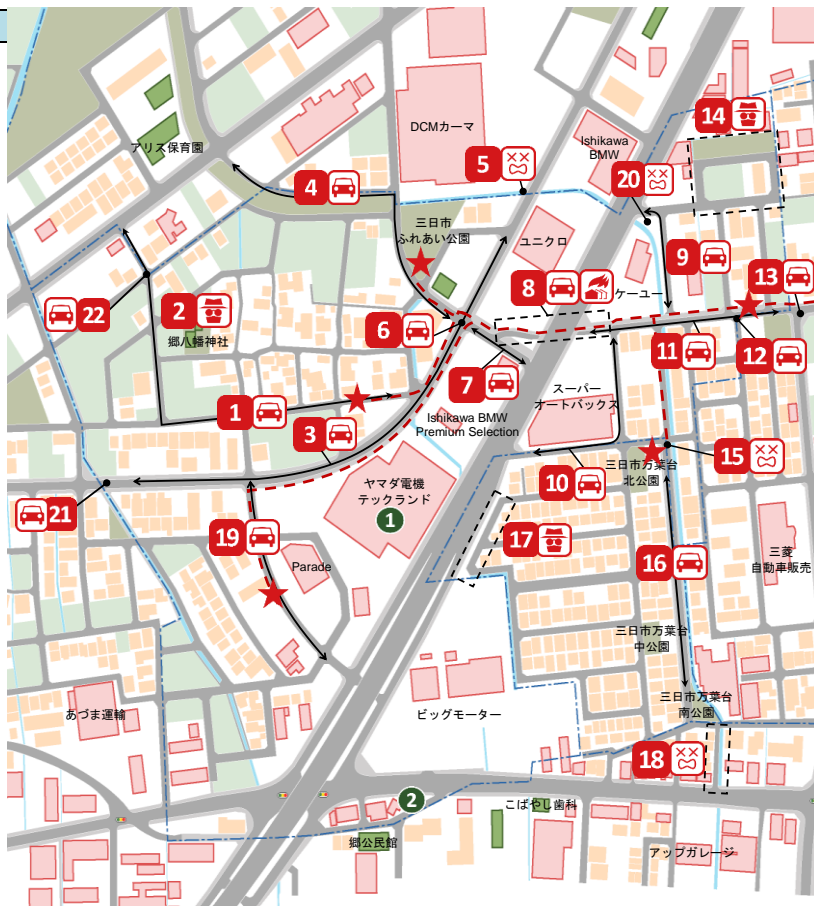 DCMカーマ
Ishikawa
BMW
14
アリス保育園
5
20
4
三日市
ふれあい公園
ユニクロ
9
13
22
2
8
ケーユー
6
郷八幡神社
7
11
12
1
スーパー
オートバックス
3
Ishikawa BMW
Premium Selection
15
三日市万葉台
北公園
10
ヤマダ電機
テックランド
1
21
19
17
16
三菱
自動車販売
Parade
三日市万葉台
中公園
三日市万葉台
南公園
あづま運輸
ビッグモーター
18
2
こばやし歯科
郷公民館
アップガレージ